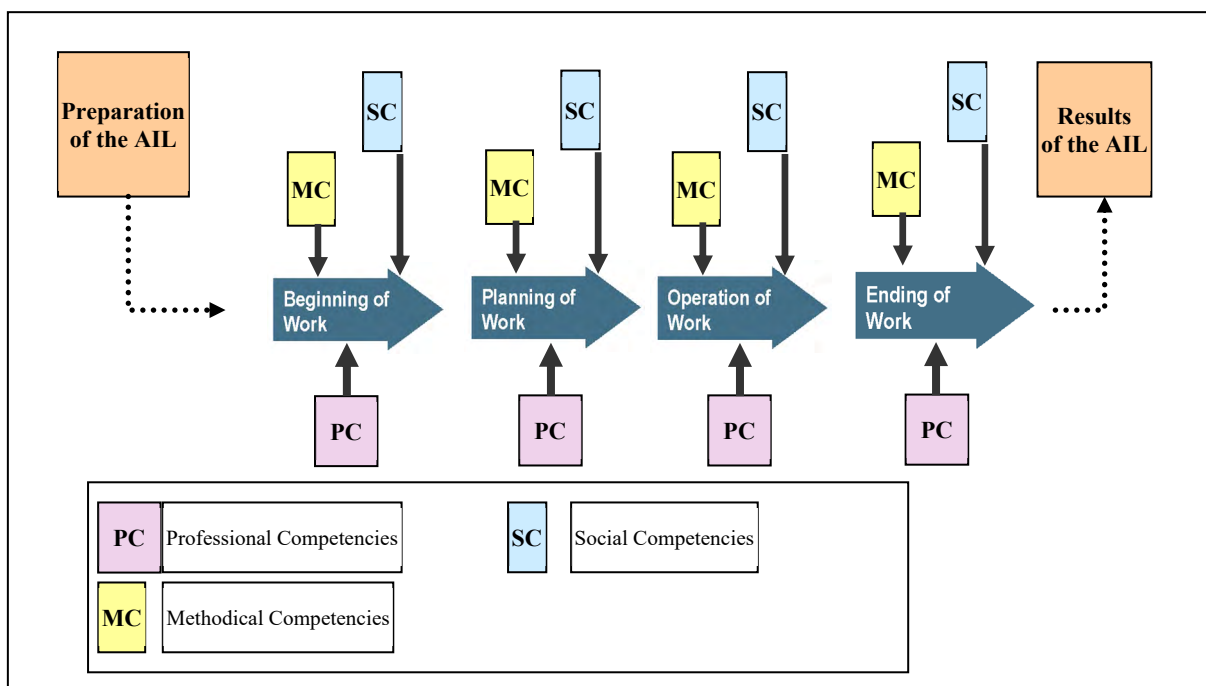 Preparation
of the AIL
SC
SC
SC
SC
Results
of the AIL
MC
MC
MC
MC
Beginning of
Work
Planning of
Work
Operation of
Work
Ending of
Work
PC
PC
PC
PC
PC
Professional Competencies
SC
Social Competencies
MC
Methodical Competencies